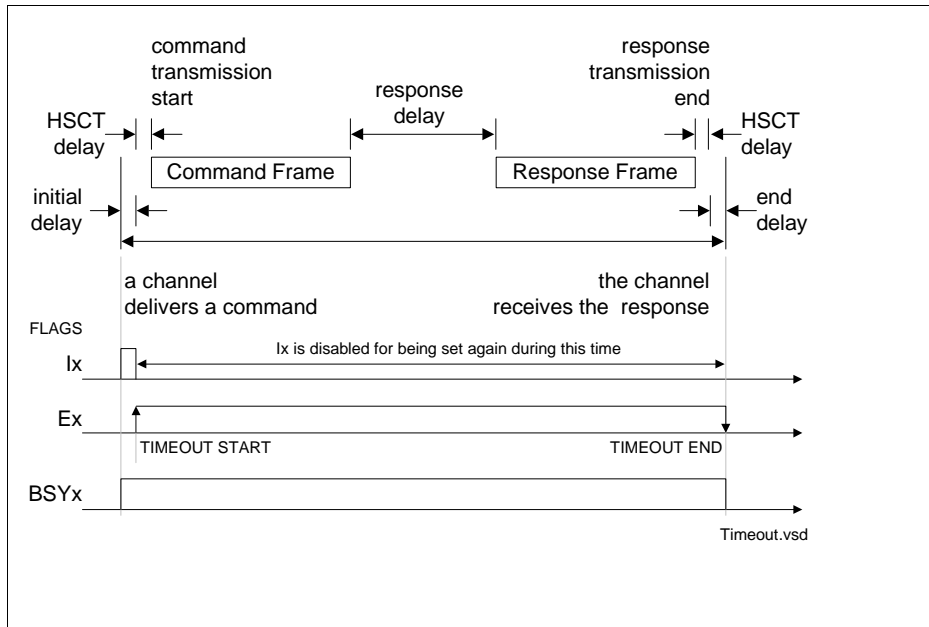 command
transmission
start
response
transmission
end
response
delay
HSCT
delay
HSCT
delay
Command Frame
Response Frame
initial
delay
end
delay
a channel
delivers a command
the channel
receives the response
FLAGS
Ix
Ix is disabled for being set again during this time
Ex
TIMEOUT START
TIMEOUT END
BSYx
Timeout.vsd